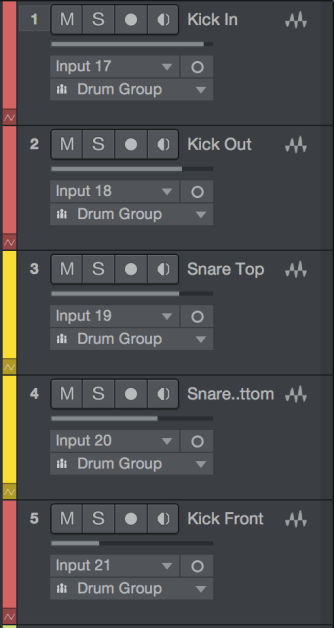 1 M S Kick In
Input 17
Drum Group
2 M S Kick Out
Input 18
Drum Group
3 M S Snare Top
Input 19
Drum Group
4 M S Snare..ttom
Input 20
Drum Group
5 M S Kick Front
Input 21
Drum Group